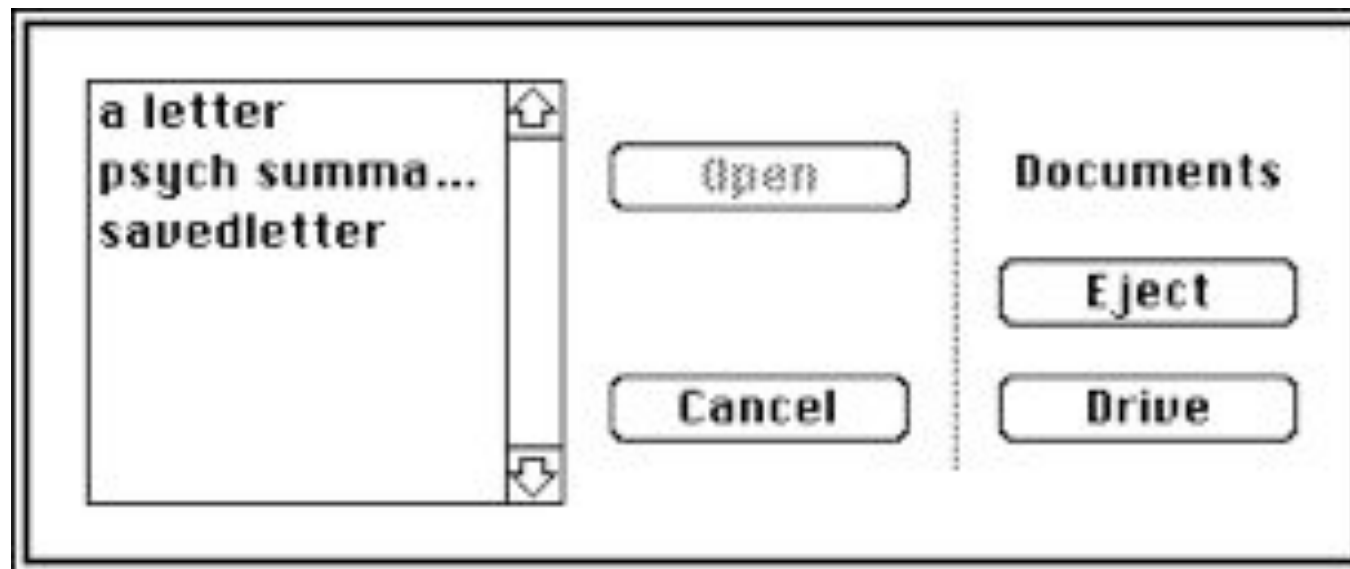 a letter
psych summa...
savedletter
Open
Cancel
Documents
Eject
Drive